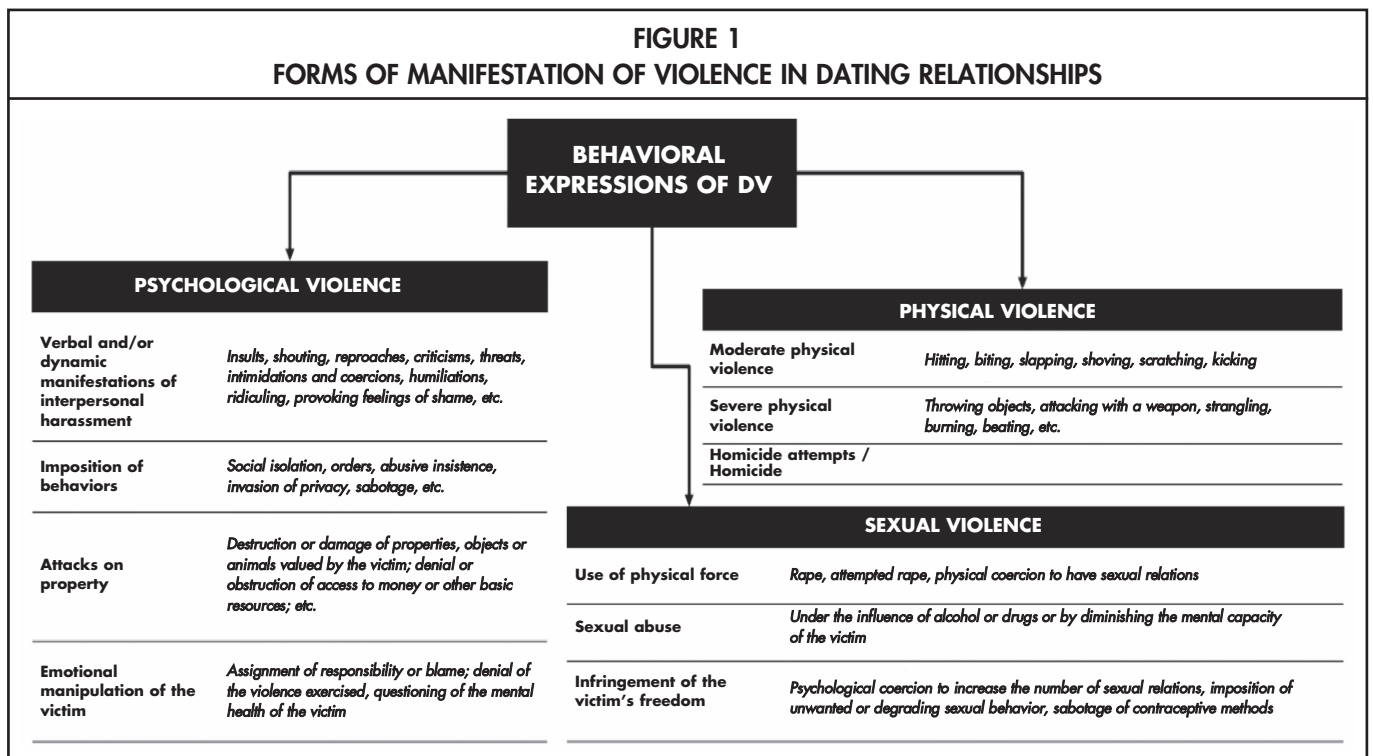 FIGURE 1
FORMS OF MANIFESTATION OF VIOLENCE IN DATING RELATIONSHIPS
BEHAVIORAL
EXPRESSIONS OF DV
PSYCHOLOGICAL VIOLENCE
Verbal and/or
dynamic
manifestations of
interpersonal
harassment
Insults, shouting, reproaches, criticisms, threats,
intimidations and coercions, humiliations,
ridiculing, provoking feelings of shame, etc.
Imposition of
behaviors
Social isolation, orders, abusive insistence,
invasion of privacy, sabotage, etc.
Attacks on
property
Destruction or damage of properties, objects or
animals valued by the victim; denial or
obstruction of access to money or other basic
resources; etc.
Emotional
manipulation of the
victim
Assignment of responsibility or blame; denial of
the violence exercised, questioning of the mental
health of the victim
PHYSICAL VIOLENCE
Moderate physical
violence
Hitting, biting, slapping, shoving, scratching, kicking
Severe physical
violence
Throwing objects, attacking with a weapon, strangling,
burning, beating, etc.
Homicide attempts /
Homicide
SEXUAL VIOLENCE
Use of physical force
Rape, attempted rape, physical coercion to have sexual relations
Sexual abuse
Under the influence of alcohol or drugs or by diminishing the mental capacity
of the victim
Infringement of the
victim's freedom
Psychological coercion to increase the number of sexual relations, imposition of
unwanted or degrading sexual behavior, sabotage of contraceptive methods